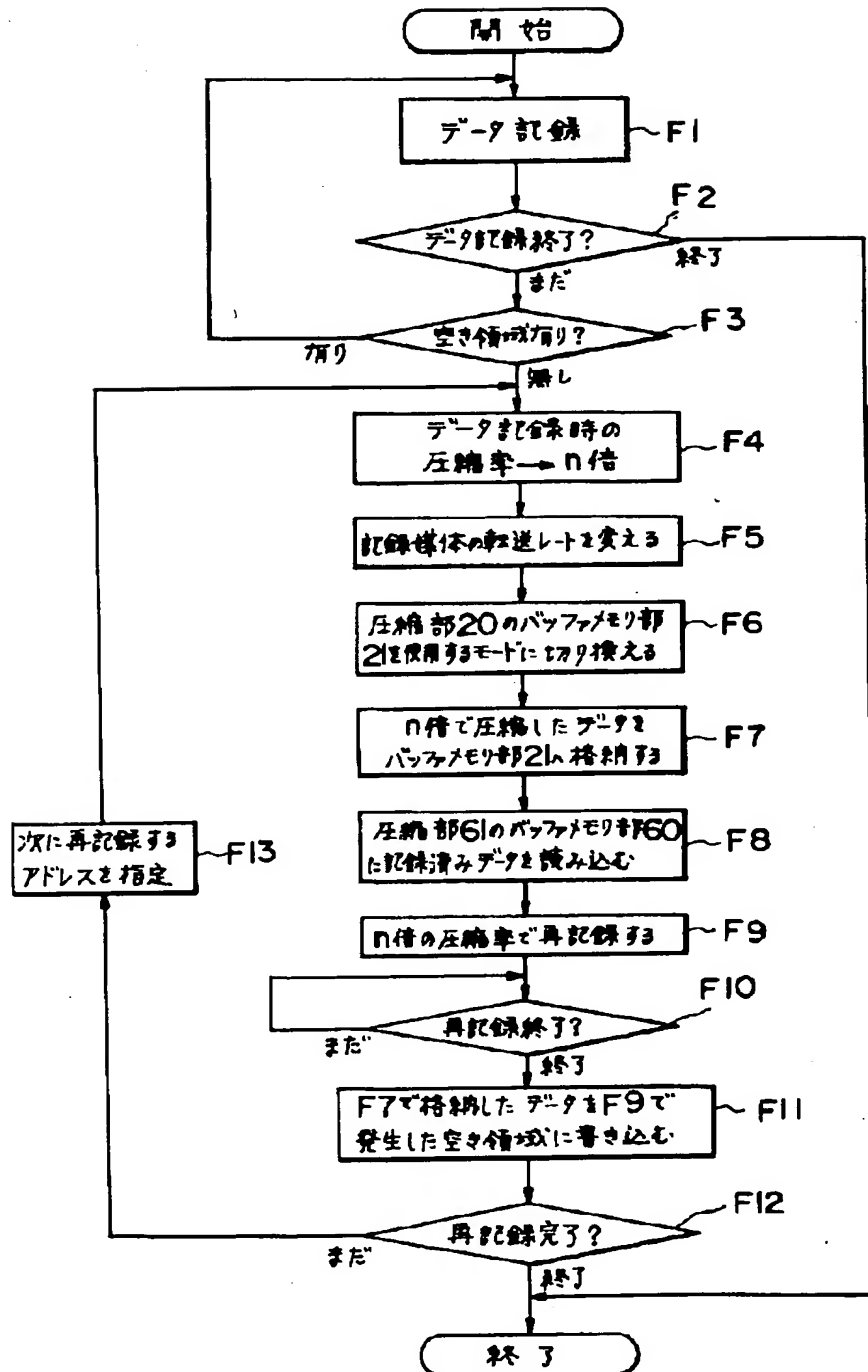 開始
データ記録
F1
F2
データ記録終了?
終了
まだ
F3
空き領域有り?
有り
無し
データ記録時の
圧縮率→n倍
F4
記録媒体の転送レートを変える
F5
圧縮部20のバッファメモリ部
21を使用するモードに切り換える
F6
n倍で圧縮したデータを
バッファメモリ部21へ格納する
F7
圧縮部61のバッファメモリ部60
に記録済みデータを読み込む
F8
次に再記録する
アドレスを指定
F13
n倍の圧縮率で再記録する
F9
F10
再記録終了?
まだ
終了
F7で格納したデータをF9で
発生した空き領域に書き込む
F11
F12
再記録完了?
まだ
終了
終了